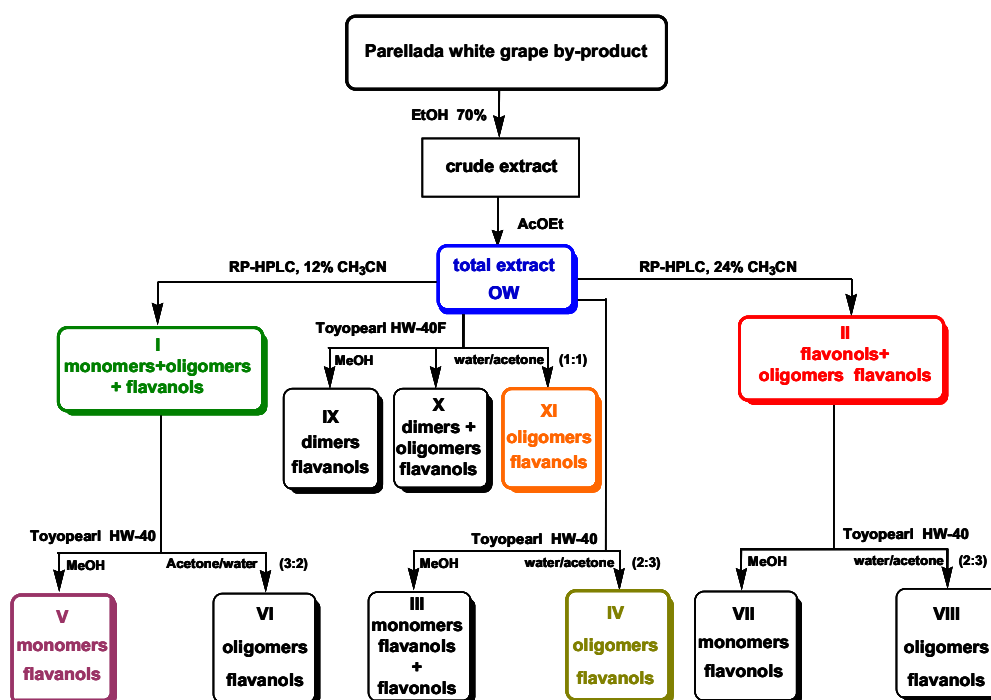 Parellada white grape by-product
EtOH 70%
crude extract
AcOEt
total extract
OW
RP-HPLC, 12% CH₃CN
RP-HPLC, 24% CH₃CN
I
monomers+oligomers
+ flavanols
Toyopearl HW-40F
MeOH
water/acetone (1:1)
II
flavonols+
oligomers flavanols
IX
dimers
flavanols
X
dimers +
oligomers
flavanols
XI
oligomers
flavanols
Toyopearl HW-40
MeOH
Acetone/water (3:2)
Toyopearl HW-40
MeOH
water/acetone (2:3)
Toyopearl HW-40
MeOH
water/acetone (2:3)
V
monomers
flavanols
VI
oligomers
flavanols
III
monomers
flavanols
+
flavonols
IV
oligomers
flavanols
VII
monomers
flavonols
VIII
oligomers
flavanols